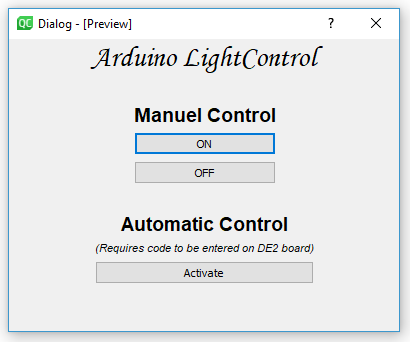 QC Dialog - [Preview] ?
Arduino LightControl
Manuel Control
ON
OFF
Automatic Control
(Requires code to be entered on DE2 board)
Activate